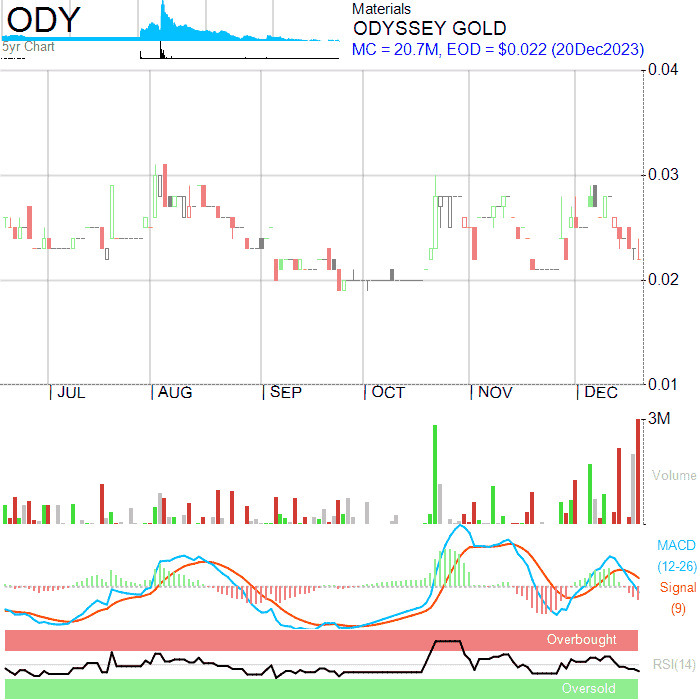 ODY
5yr Chart
Materials
ODYSSEY GOLD
MC = 20.7M, EOD = $0.022 (20Dec2023)
0.04
0.03
0.02
0.01
JUL AUG SEP OCT NOV DEC
3M
Volume
MACD
(12-26)
Signal
(9)
Overbought
RSI(14)
Oversold